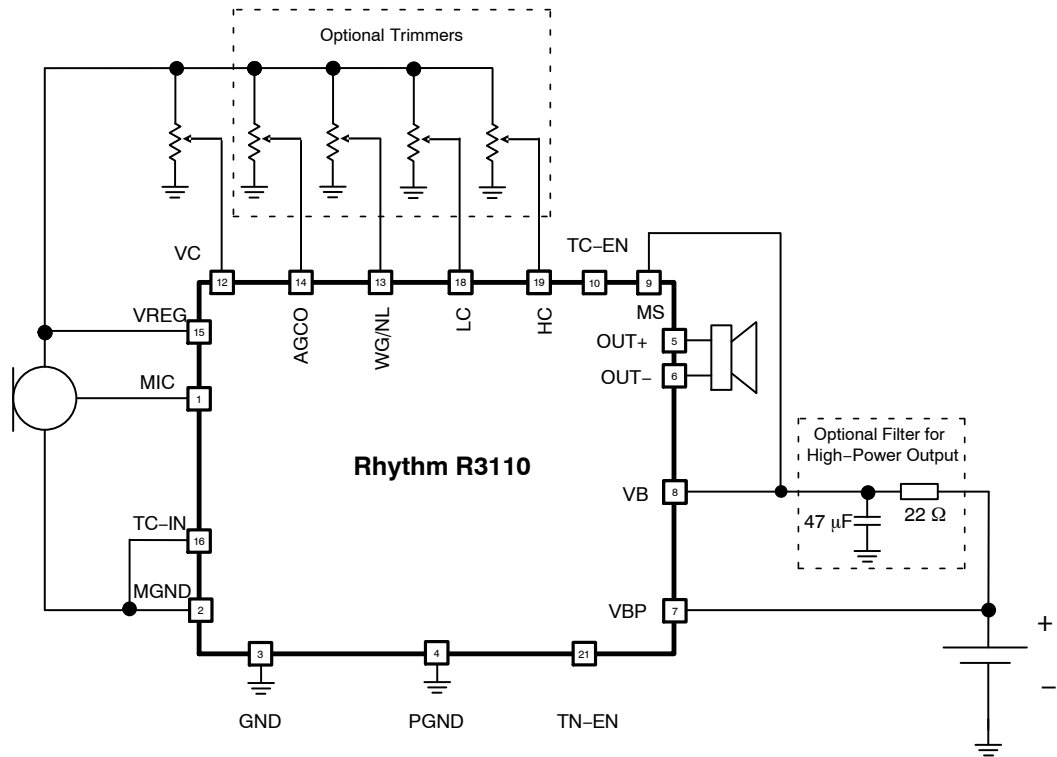 Optional Trimmers
VC
TC–EN
12
14
13
18
19
10
9
VREG
15
AGCO
WG/NL
LC
HC
MS
OUT+
5
OUT–
6
MIC
1
Optional Filter for
High–Power Output
Rhythm R3110
VB
8
47 μF
22 Ω
TC–IN
16
MGND
2
VBP
7
+
–
3
4
21
GND
PGND
TN–EN